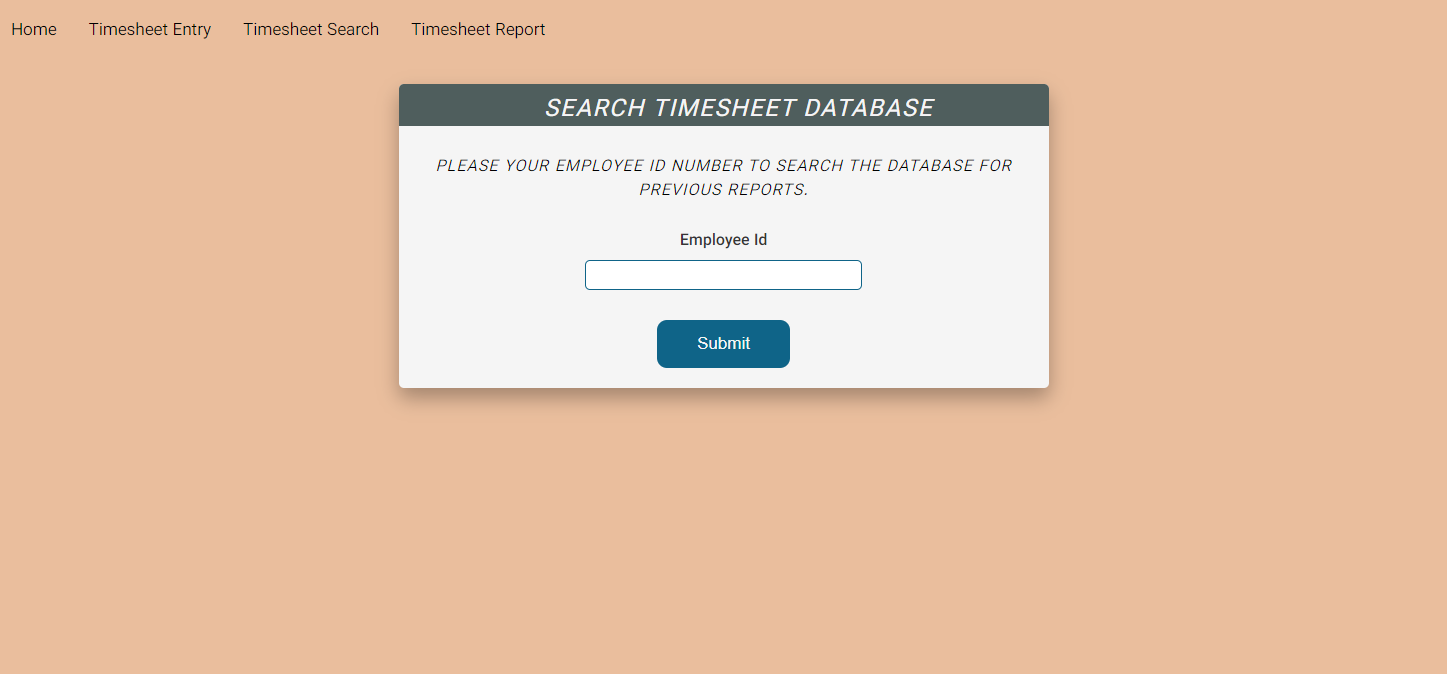 Home Timesheet Entry Timesheet Search Timesheet Report
SEARCH TIMESHEET DATABASE
PLEASE YOUR EMPLOYEE ID NUMBER TO SEARCH THE DATABASE FOR
PREVIOUS REPORTS.
Employee Id
Submit